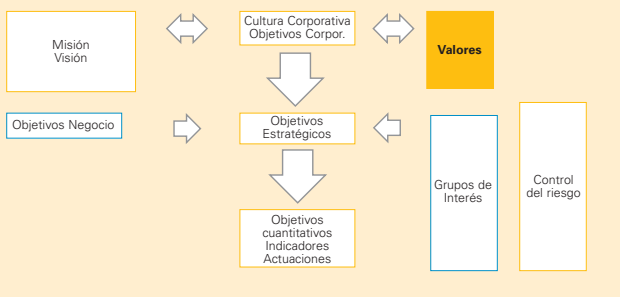 Misión
Visión
Cultura Corporativa
Objetivos Corpor.
Valores
Objetivos Negocio
Objetivos
Estratégicos
Grupos de
Interés
Control
del riesgo
Objetivos
cuantitativos
Indicadores
Actuaciones